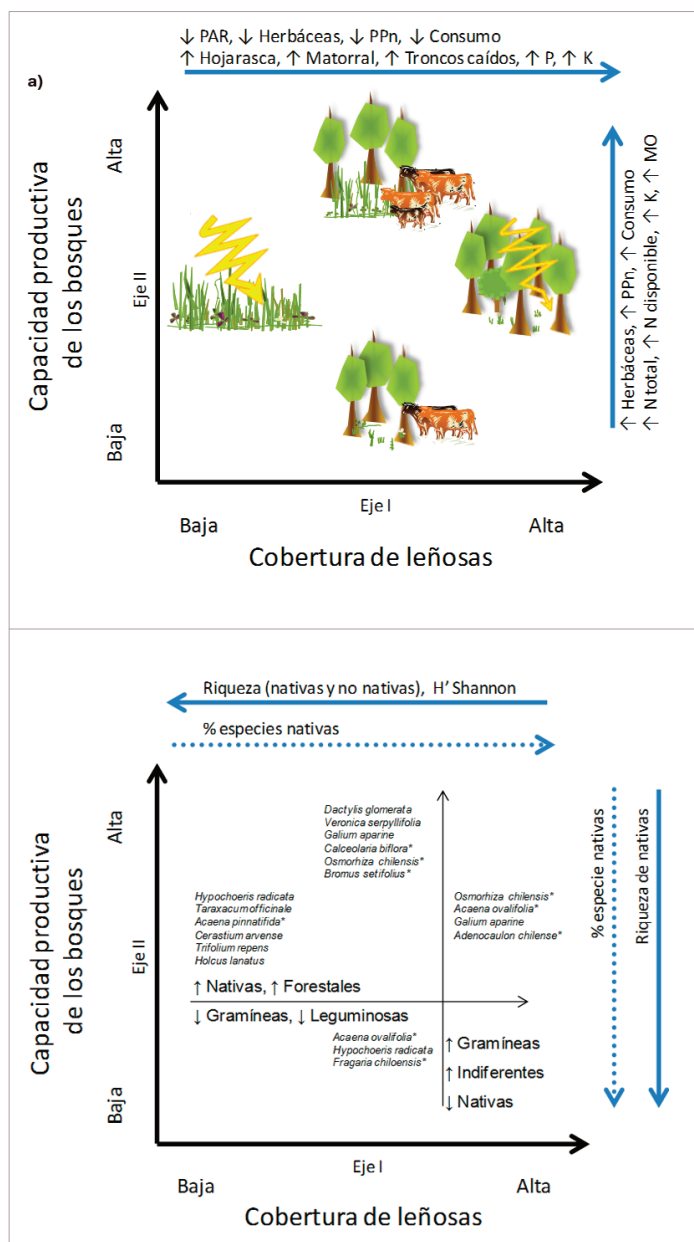 ↓ PAR, ↓ Herbáceas, ↓ PPn, ↓ Consumo
↑ Hojarasca, ↑ Matorral, ↑ Troncos caídos, ↑ P, ↑ K
a)
Capacidad productiva
de los bosques
Alta
Baja
Eje II
↑ Herbáceas, ↑ PPn, ↑ Consumo
↑ N total, ↑ N disponible, ↑ K, ↑ MO
Eje I
Baja
Alta
Cobertura de leñosas
Riqueza (nativas y no nativas), H' Shannon
% especies nativas
Capacidad productiva
de los bosques
Alta
Baja
Eje II
Dactylis glomerata
Veronica serpyllifolia
Galium aparine
Calceolaria biflora*
Osmorhiza chilensis*
Bromus setifolius*
Hypochoeris radicata
Taraxacum officinale
Acaena pinnatifida*
Cerastium arvense
Trifolium repens
Holcus lanatus
Osmorhiza chilensis*
Acaena ovalifolia*
Galium aparine
Adenocaulon chilense*
↑ Nativas, ↑ Forestales
↓ Gramíneas, ↓ Leguminosas
Acaena ovalifolia*
Hypochoeris radicata
Fragaria chiloensis*
↑ Gramíneas
↑ Indiferentes
↓ Nativas
% especie nativas
Riqueza de nativas
Eje I
Baja
Alta
Cobertura de leñosas